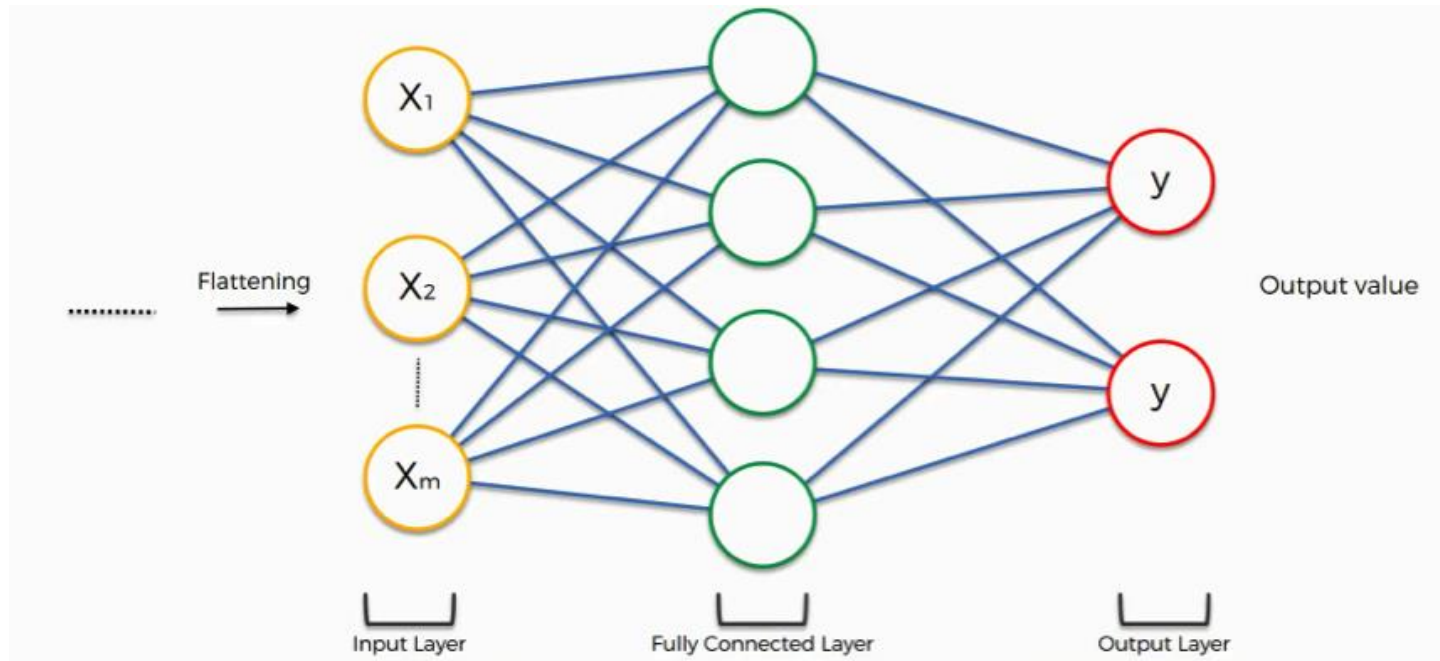 X1
X2
Xm
Flattening
y
y
Output value
Input Layer
Fully Connected Layer
Output Layer